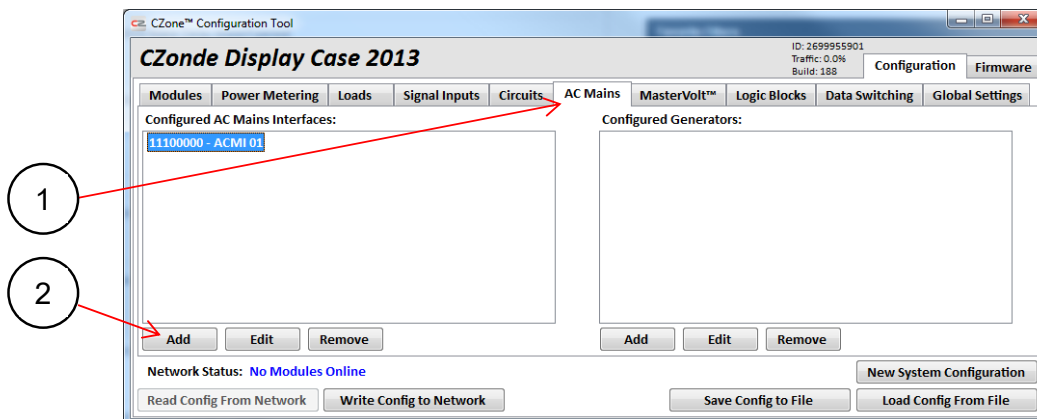 CZ CZone™ Configuration Tool
CZonde Display Case 2013
ID: 2699955901
Traffic: 0.0%
Build: 188
Configuration Firmware
Modules Power Metering Loads Signal Inputs Circuits AC Mains MasterVolt™ Logic Blocks Data Switching Global Settings
Configured AC Mains Interfaces: Configured Generators:
11100000 - ACMI 01
1
2
Add Edit Remove Add Edit Remove
Network Status: No Modules Online
New System Configuration
Read Config From Network Write Config to Network Save Config to File Load Config From File